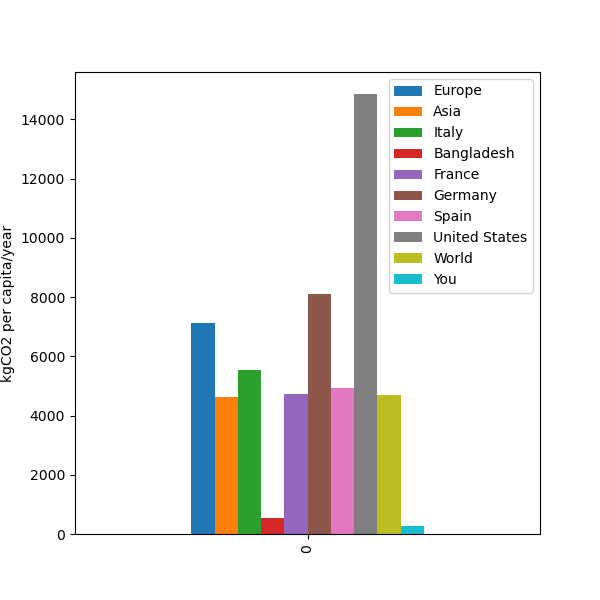 kgCO2 per capita/year
14000
12000
10000
8000
6000
4000
2000
0
0
Europe
Asia
Italy
Bangladesh
France
Germany
Spain
United States
World
You